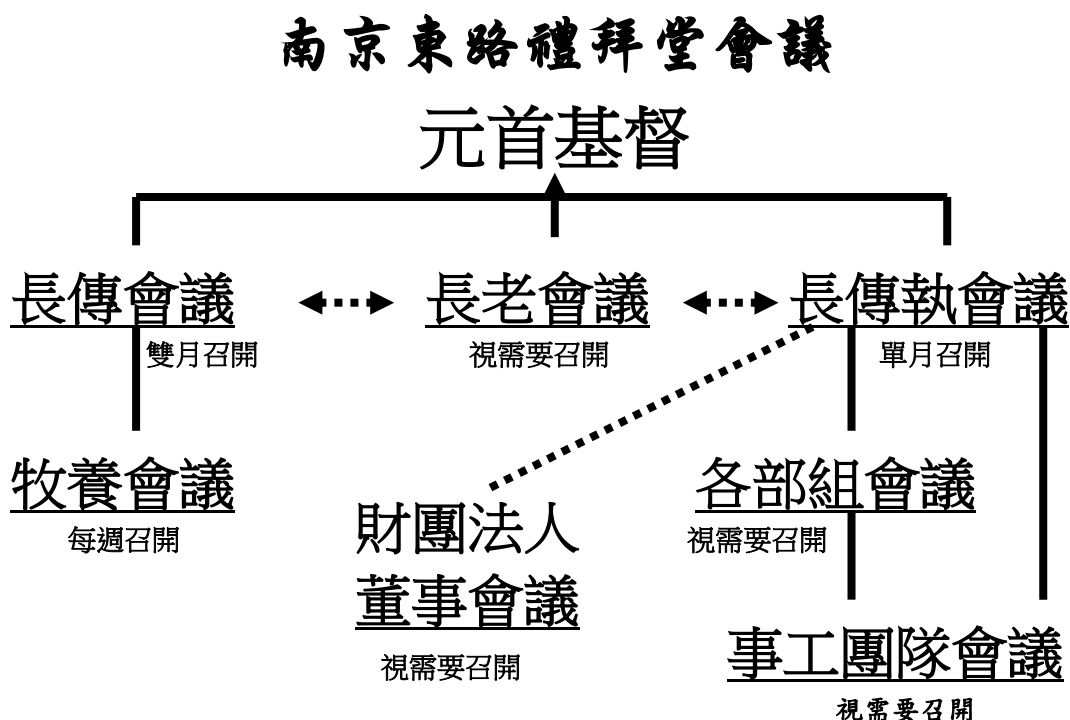 南京東路禮拜堂會議
元首基督
長傳會議
長老會議
長傳執會議
雙月召開
視需要召開
單月召開
牧養會議
每週召開
各部組會議
視需要召開
財團法人
董事會議
視需要召開
事工團隊會議
視需要召開